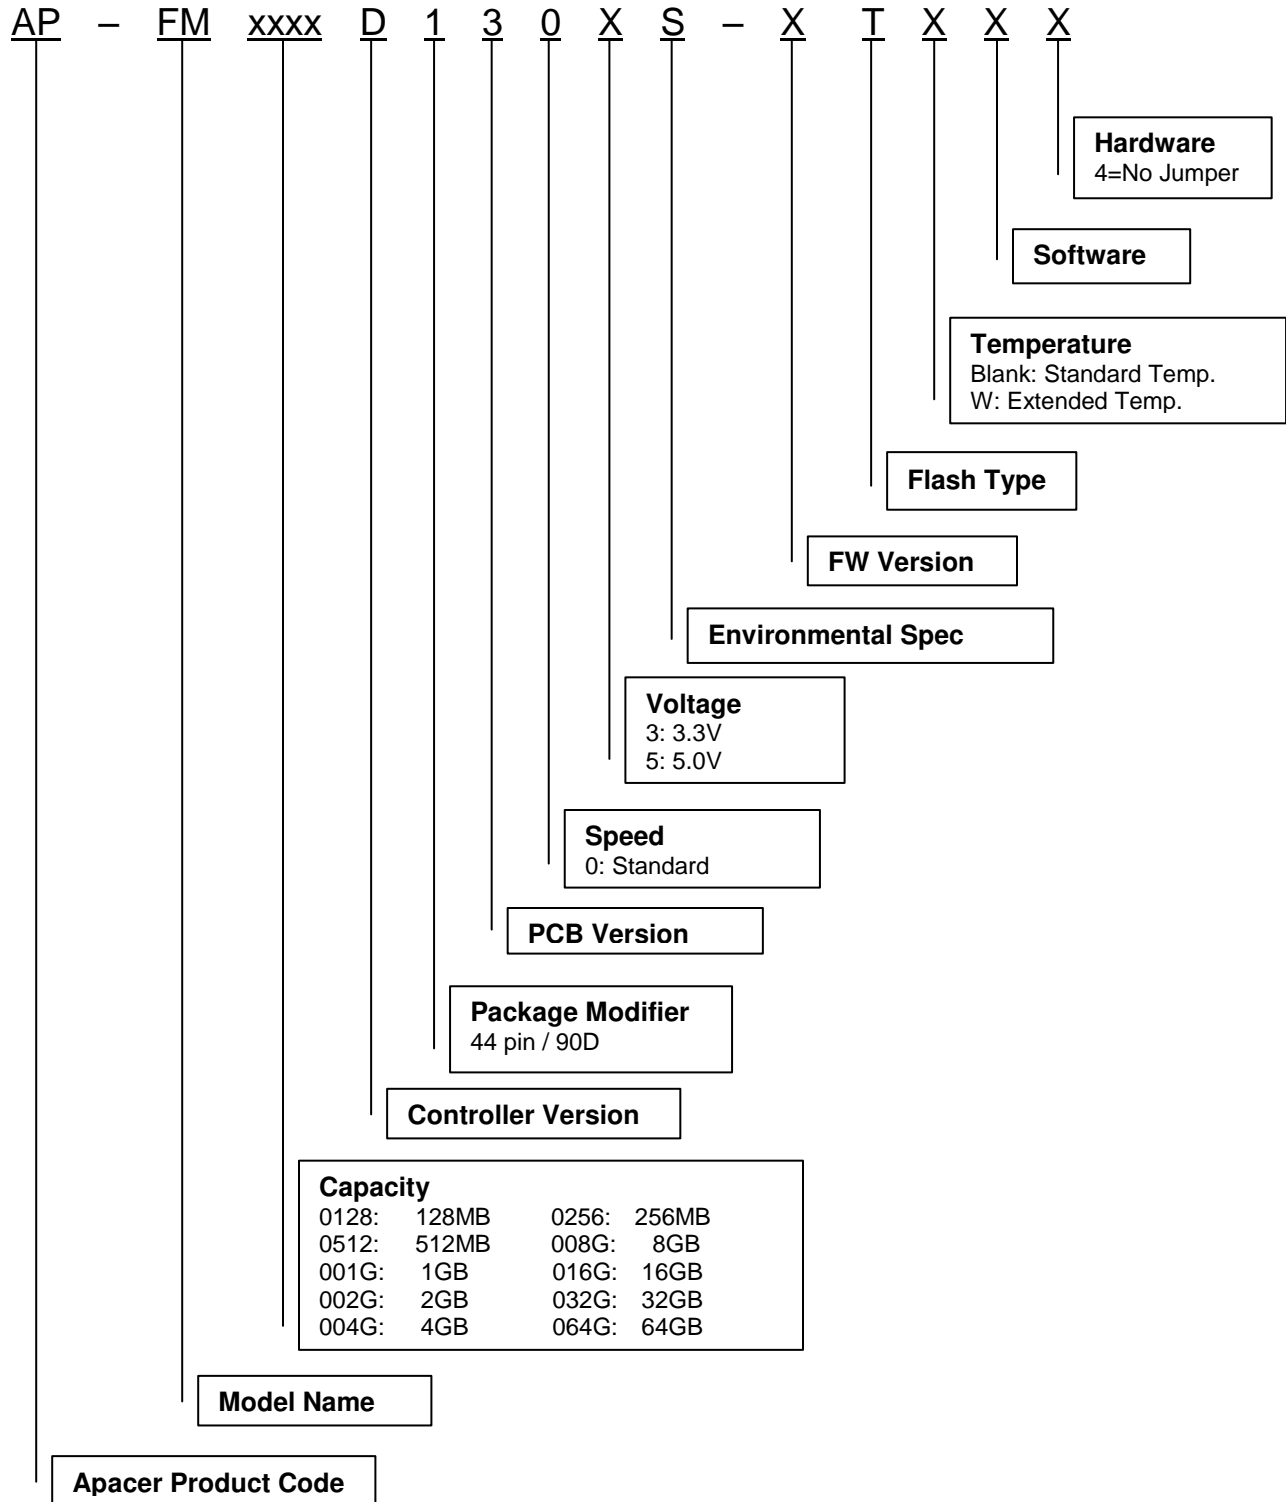 AP – FM xxxx D 1 3 0 X S – X T X X X
Hardware
4=No Jumper
Software
Temperature
Blank: Standard Temp.
W: Extended Temp.
Flash Type
FW Version
Environmental Spec
Voltage
3: 3.3V
5: 5.0V
Speed
0: Standard
PCB Version
Package Modifier
44 pin / 90D
Controller Version
Capacity
0128: 128MB 0256: 256MB
0512: 512MB 008G: 8GB
001G: 1GB 016G: 16GB
002G: 2GB 032G: 32GB
004G: 4GB 064G: 64GB
Model Name
Apacer Product Code